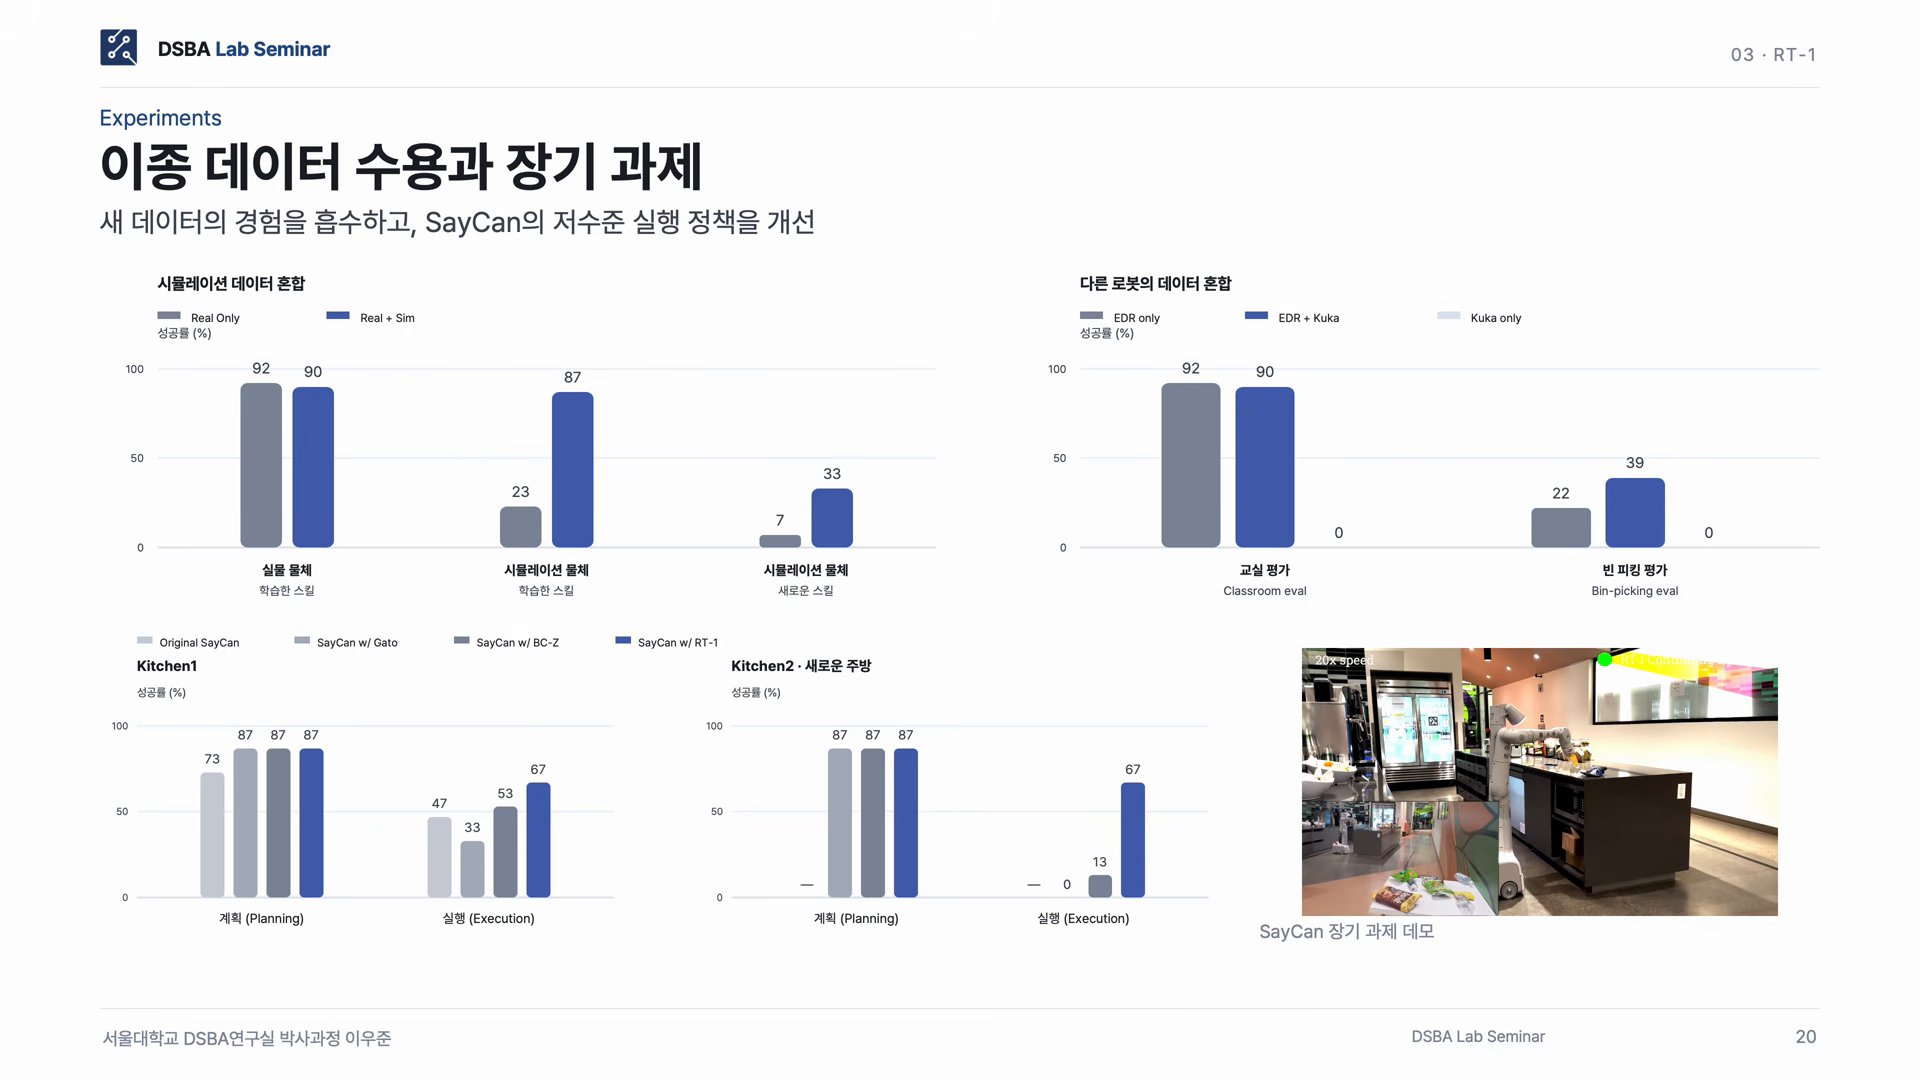 DSBA Lab Seminar
03 · RT-1
Experiments
이종 데이터 수용과 장기 과제
새 데이터의 경험을 흡수하고, SayCan의 저수준 실행 정책을 개선
시뮬레이션 데이터 혼합
Real Only
Real + Sim
성공률 (%)
100
50
0
92
90
23
87
7
33
실물 물체
학습한 스킬
시뮬레이션 물체
학습한 스킬
시뮬레이션 물체
새로운 스킬
다른 로봇의 데이터 혼합
EDR only
EDR + Kuka
Kuka only
성공률 (%)
100
50
0
92
90
0
22
39
0
교실 평가
Classroom eval
빈 피킹 평가
Bin-picking eval
Original SayCan
SayCan w/ Gato
SayCan w/ BC-Z
SayCan w/ RT-1
Kitchen1
성공률 (%)
100
50
0
73
87
87
87
47
33
53
67
계획 (Planning)
실행 (Execution)
Kitchen2 · 새로운 주방
성공률 (%)
100
50
0
—
87
87
87
—
0
13
67
계획 (Planning)
실행 (Execution)
20x speed
SayCan 장기 과제 데모
서울대학교 DSBA연구실 박사과정 이우준
DSBA Lab Seminar
20